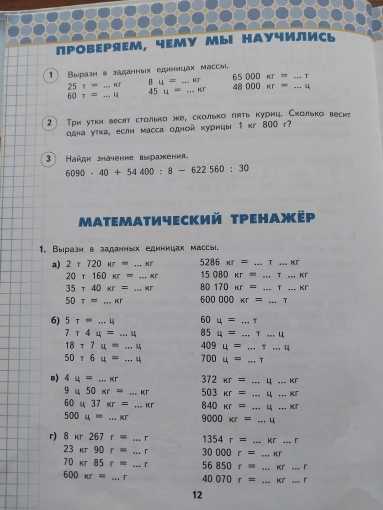 ПРОВЕРЯЕМ, ЧЕМУ МЫ НАУЧИЛИСЬ
1 Вырази в заданных единицах массы.
25 т = ... кг 8 ц = ... кг 65 000 кг = ... т
60 т = ... ц 45 ц = ... кг 48 000 кг = ... ц
2 Три утки весят столько же, сколько пять куриц. Сколько весит
одна утка, если масса одной курицы 1 кг 800 г?
3 Найди значение выражения.
6090 · 40 + 54 400 : 8 − 622 560 : 30
МАТЕМАТИЧЕСКИЙ ТРЕНАЖЁР
1. Вырази в заданных единицах массы.
а) 2 т 720 кг = ... кг 5286 кг = ... т ... кг
20 т 160 кг = ... кг 15 080 кг = ... т ... кг
35 т 40 кг = ... кг 80 170 кг = ... т ... кг
50 т = ... кг 600 000 кг = ... т
б) 5 т = ... ц 60 ц = ... т
7 т 4 ц = ... ц 85 ц = ... т ... ц
18 т 7 ц = ... ц 409 ц = ... т ... ц
50 т 6 ц = ... ц 700 ц = ... т
в) 4 ц = ... кг 372 кг = ... ц ... кг
9 ц 50 кг = ... кг 503 кг = ... ц ... кг
60 ц 37 кг = ... кг 840 кг = ... ц ... кг
500 ц = ... кг 9000 кг = ... ц
г) 8 кг 267 г = ... г 1354 г = ... кг ... г
23 кг 90 г = ... г 30 000 г = ... кг
70 кг 85 г = ... г 56 850 г = ... кг ... г
600 кг = ... г 40 070 г = ... кг ... г
12